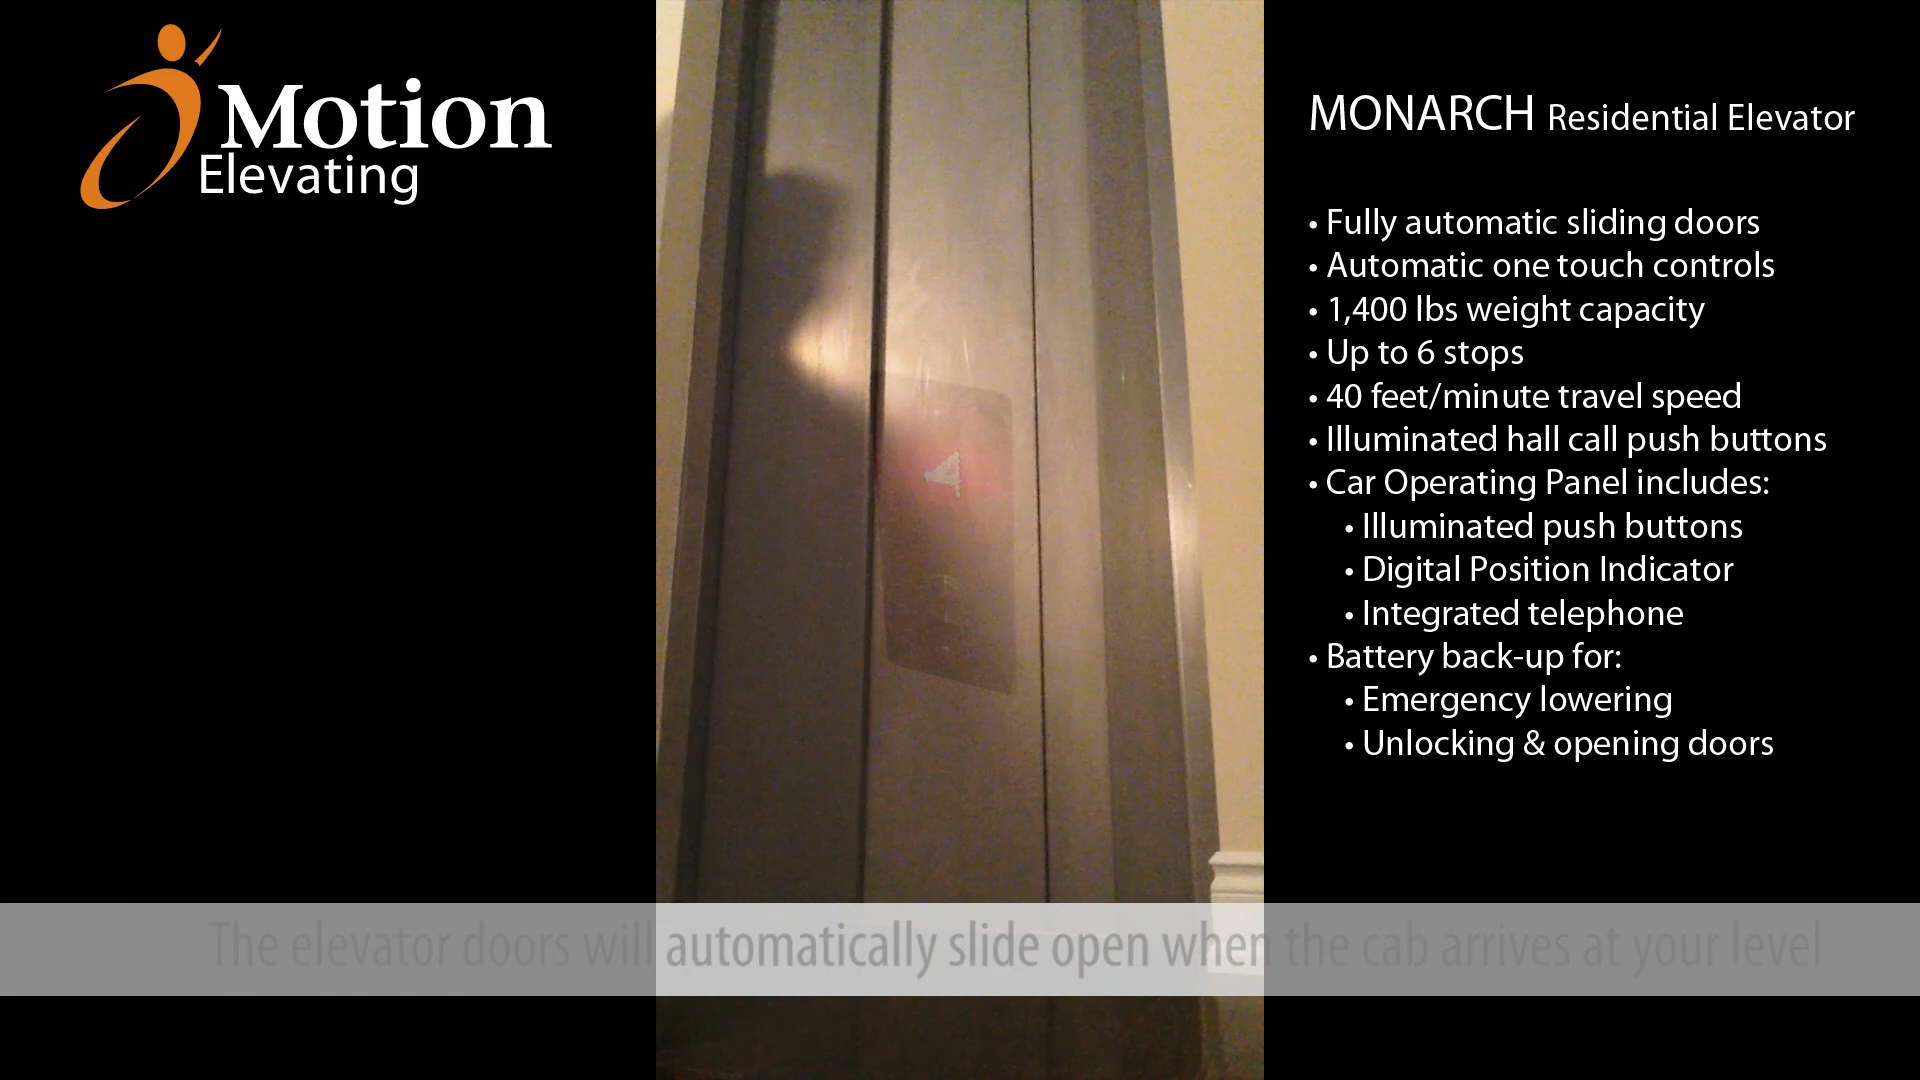 Motion
Elevating
MONARCH Residential Elevator
• Fully automatic sliding doors
• Automatic one touch controls
• 1,400 lbs weight capacity
• Up to 6 stops
• 40 feet/minute travel speed
• Illuminated hall call push buttons
• Car Operating Panel includes:
• Illuminated push buttons
• Digital Position Indicator
• Integrated telephone
• Battery back-up for:
• Emergency lowering
• Unlocking & opening doors
The elevator doors will automatically slide open when the cab arrives at your level